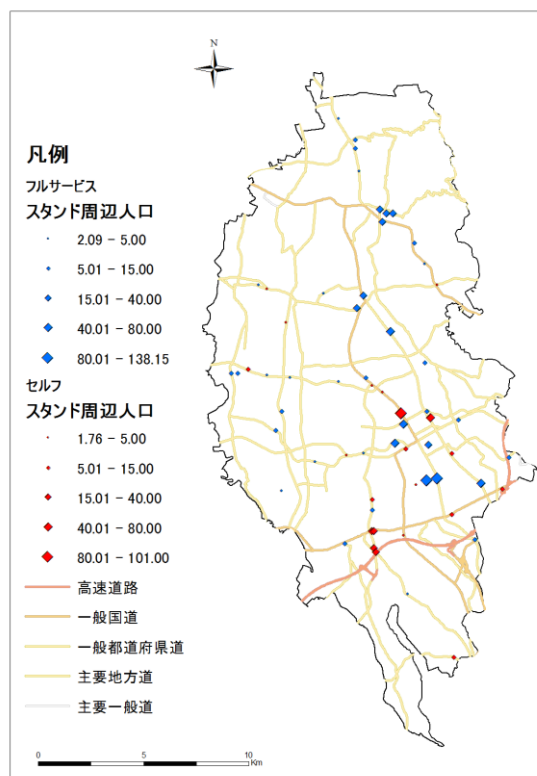 N
凡例
フルサービス
スタンド周辺人口
2.09 - 5.00
5.01 - 15.00
15.01 - 40.00
40.01 - 80.00
80.01 - 138.15
セルフ
スタンド周辺人口
1.76 - 5.00
5.01 - 15.00
15.01 - 40.00
40.01 - 80.00
80.01 - 101.00
高速道路
一般国道
一般都道府県道
主要地方道
主要一般道
0 5 10
Km